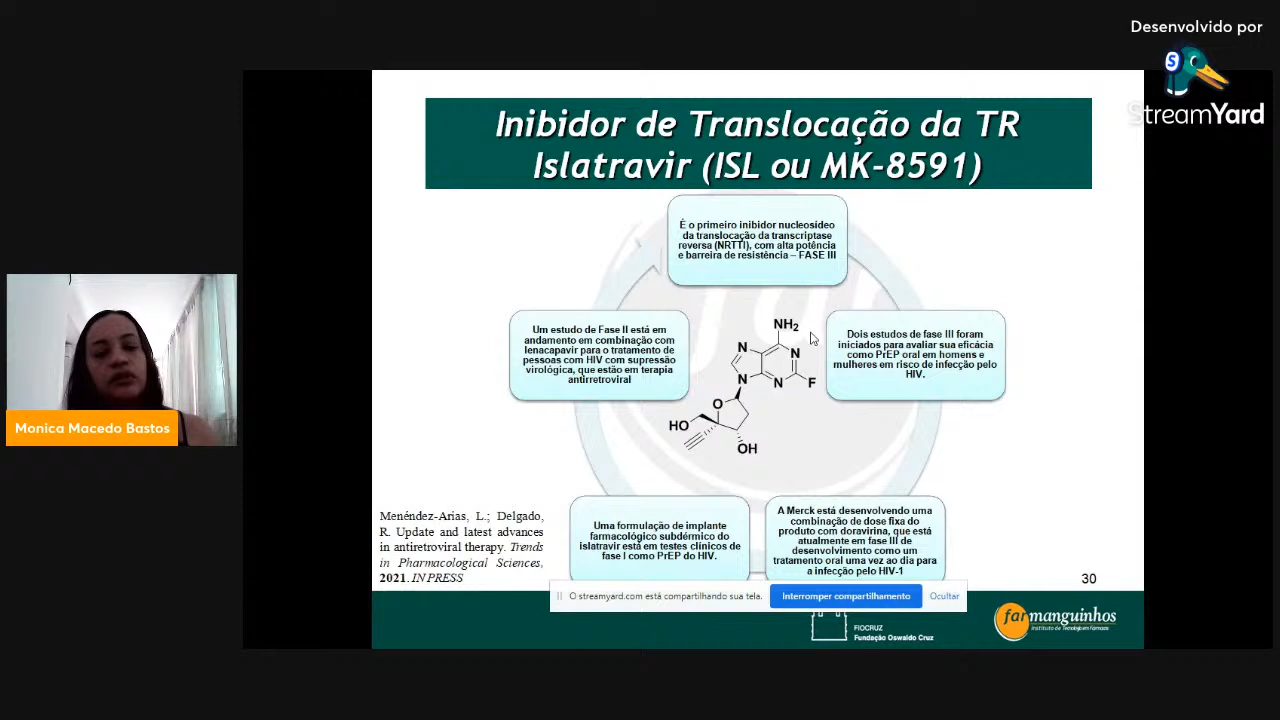 Desenvolvido por
StreamYard
Inibidor de Translocação da TR
Islatravir (ISL ou MK-8591)
É o primeiro inibidor nucleosídeo
da translocação da transcriptase
reversa (NRTTI), com alta potência
e barreira de resistência – FASE III
Um estudo de Fase II está em
andamento em combinação com
lenacapavir para o tratamento de
pessoas com HIV com supressão
virológica, que estão em terapia
antirretroviral
Dois estudos de fase III foram
iniciados para avaliar sua eficácia
como PrEP oral em homens e
mulheres em risco de infecção pelo
HIV.
NH2
N
N
N
N
F
O
HO
OH
Monica Macedo Bastos
Uma formulação de implante
farmacológico subdérmico do
islatravir está em testes clínicos de
fase I como PrEP do HIV.
A Merck está desenvolvendo uma
combinação de dose fixa do
produto com doravirina, que está
atualmente em fase III de
desenvolvimento como um
tratamento oral uma vez ao dia para
a infecção pelo HIV-1
Menéndez-Arias, L.; Delgado,
R. Update and latest advances
in antiretroviral therapy. Trends
in Pharmacological Sciences,
2021. IN PRESS
30
O streamyard.com está compartilhando sua tela.
Interromper compartilhamento
Ocultar
FIOCRUZ
Fundação Oswaldo Cruz
farmanguinhos
Instituto de Tecnologia em Fármacos